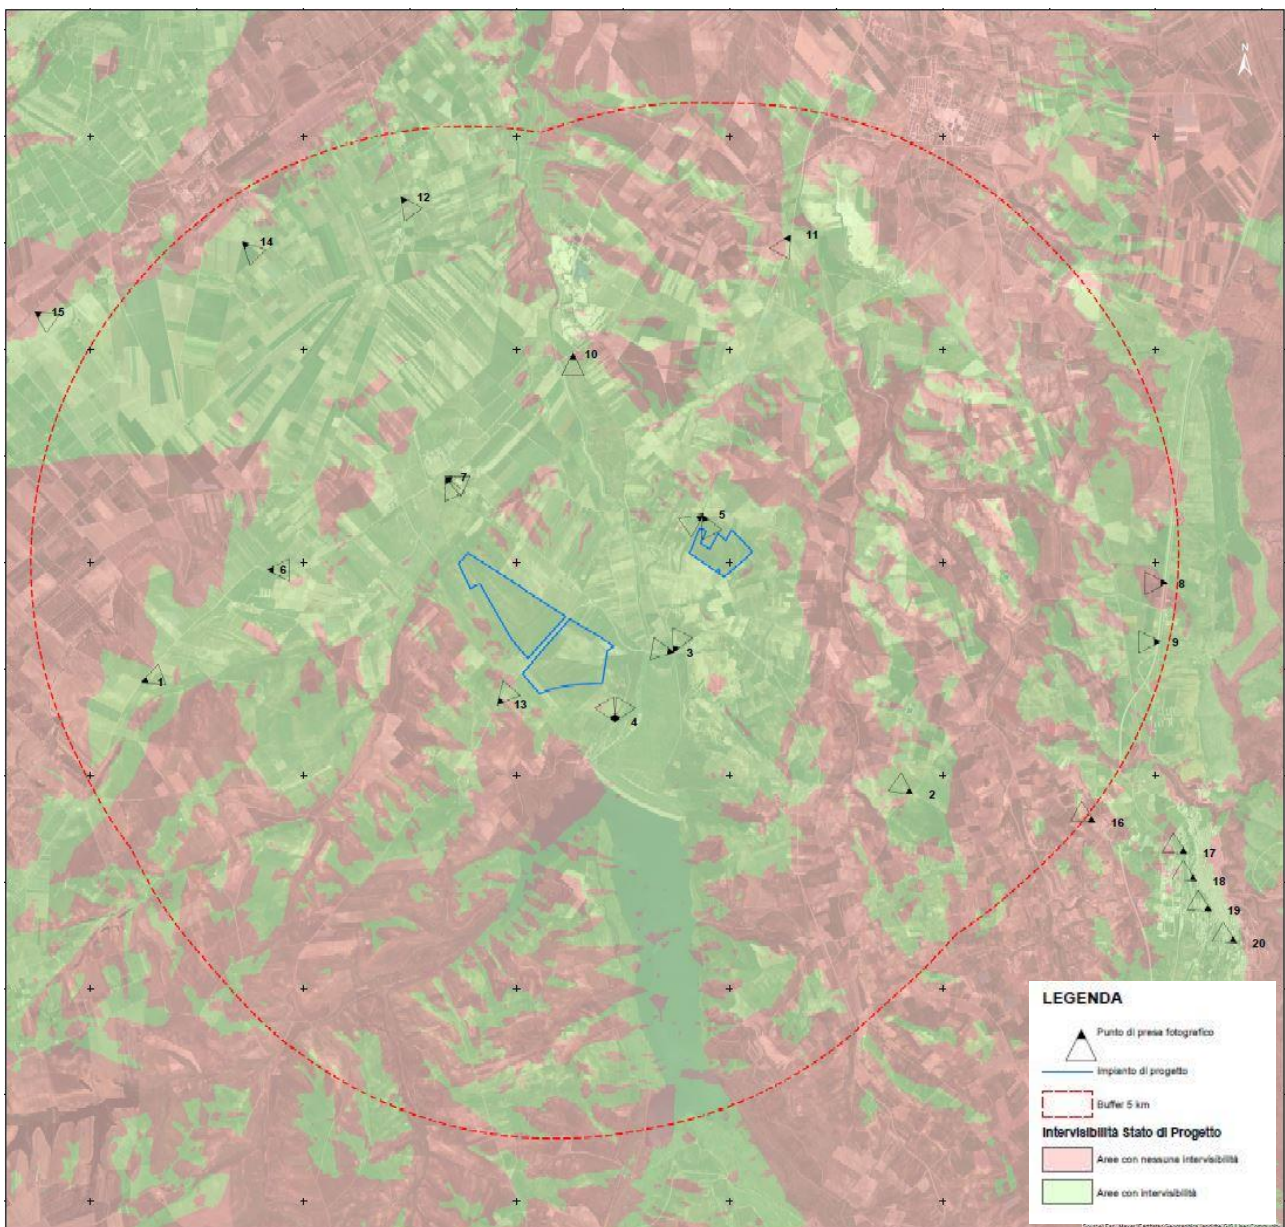 N
12
14
11
15
10
7
5
6
8
3
9
1
13
4
2
16
17
18
19
20
LEGENDA
Punto di presa fotografico
Impianto di progetto
Buffer 5 km
Intervisibilità Stato di Progetto
Aree con nessuna intervisibilità
Aree con intervisibilità